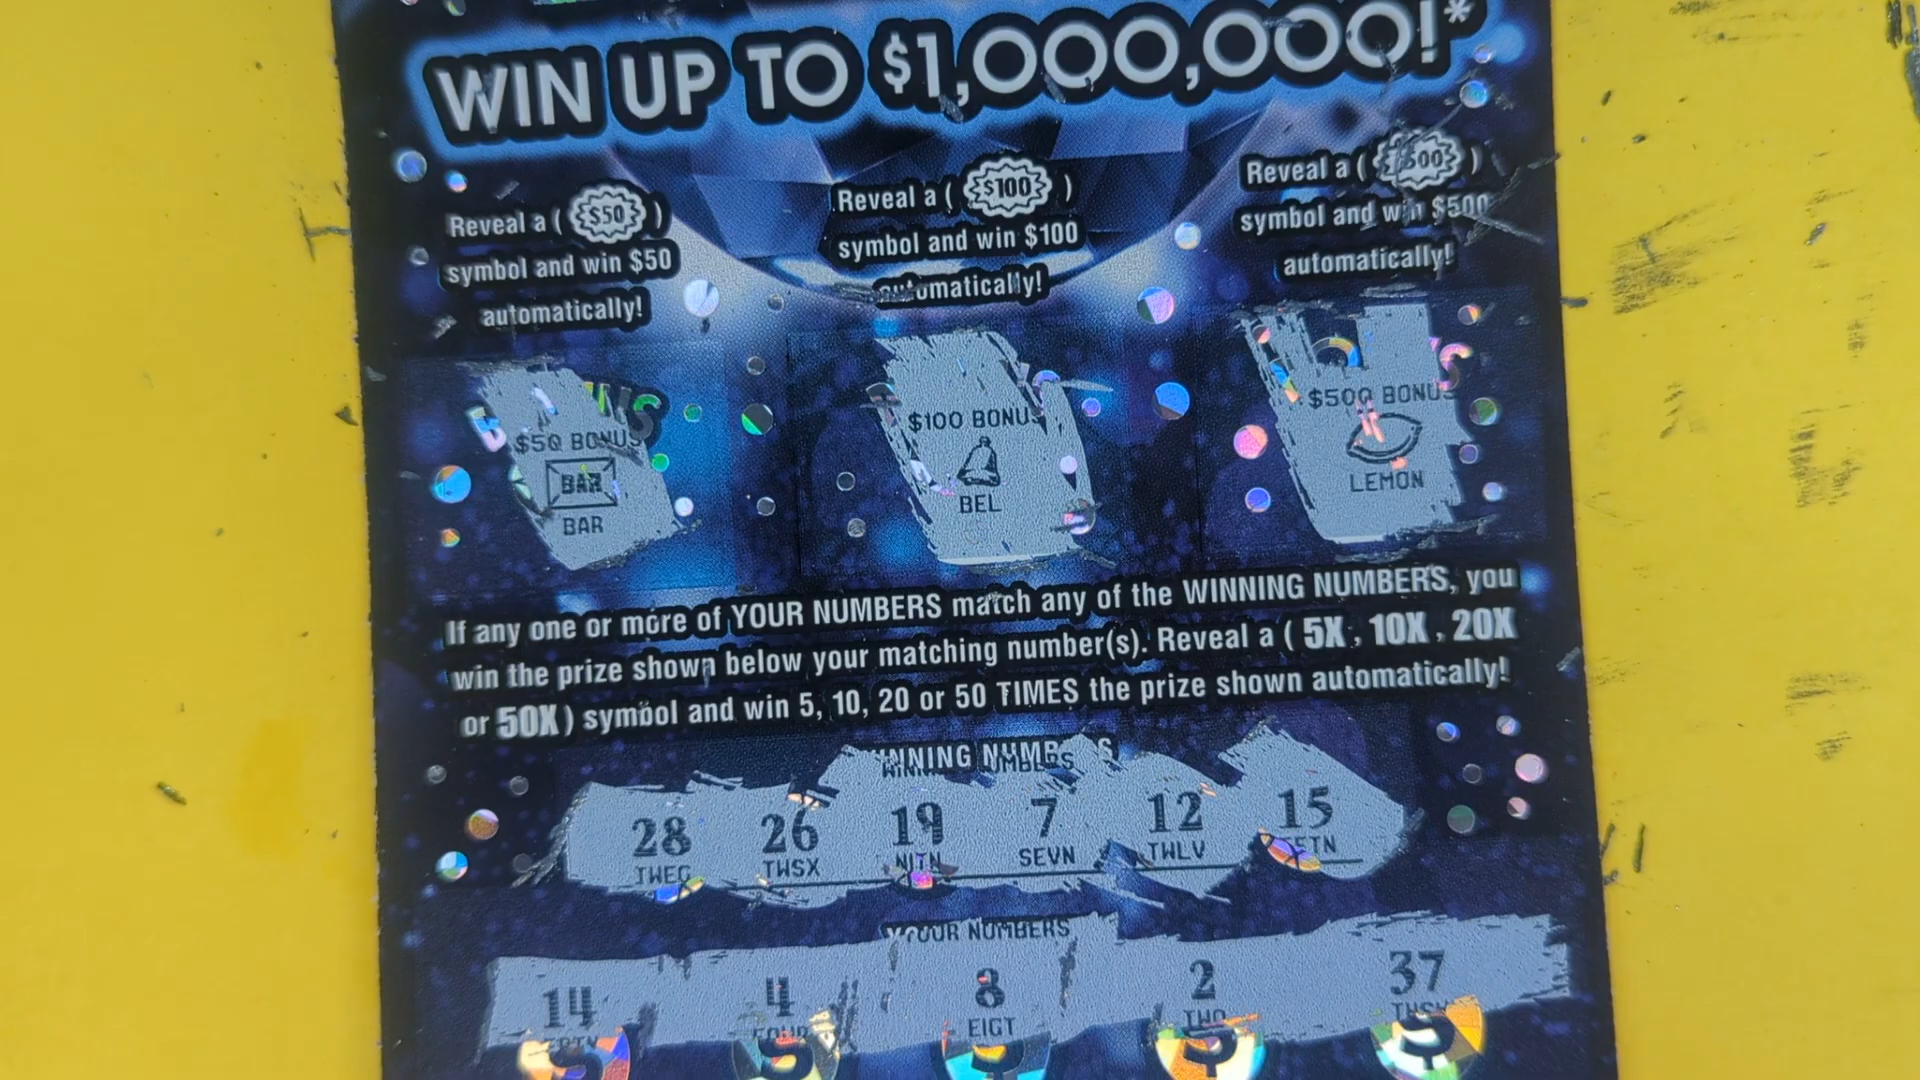 WIN UP TO $1,000,000!*
Reveal a ( $50 )
symbol and win $50
automatically!
Reveal a ( $100 )
symbol and win $100
automatically!
Reveal a ( $500 )
symbol and win $500
automatically!
$50 BONUS
BAR
BAR
$100 BONUS
BEL
$500 BONUS
LEMON
If any one or more of YOUR NUMBERS match any of the WINNING NUMBERS, you
win the prize shown below your matching number(s). Reveal a ( 5X , 10X , 20X
or 50X ) symbol and win 5, 10, 20 or 50 TIMES the prize shown automatically!
WINNING NUMBERS
28 26 19 7 12 15
TWEG THSX NITN SEVN TWLV FTN
YOUR NUMBERS
14 4 8 2 37
FOUR EIGT TWO THSV